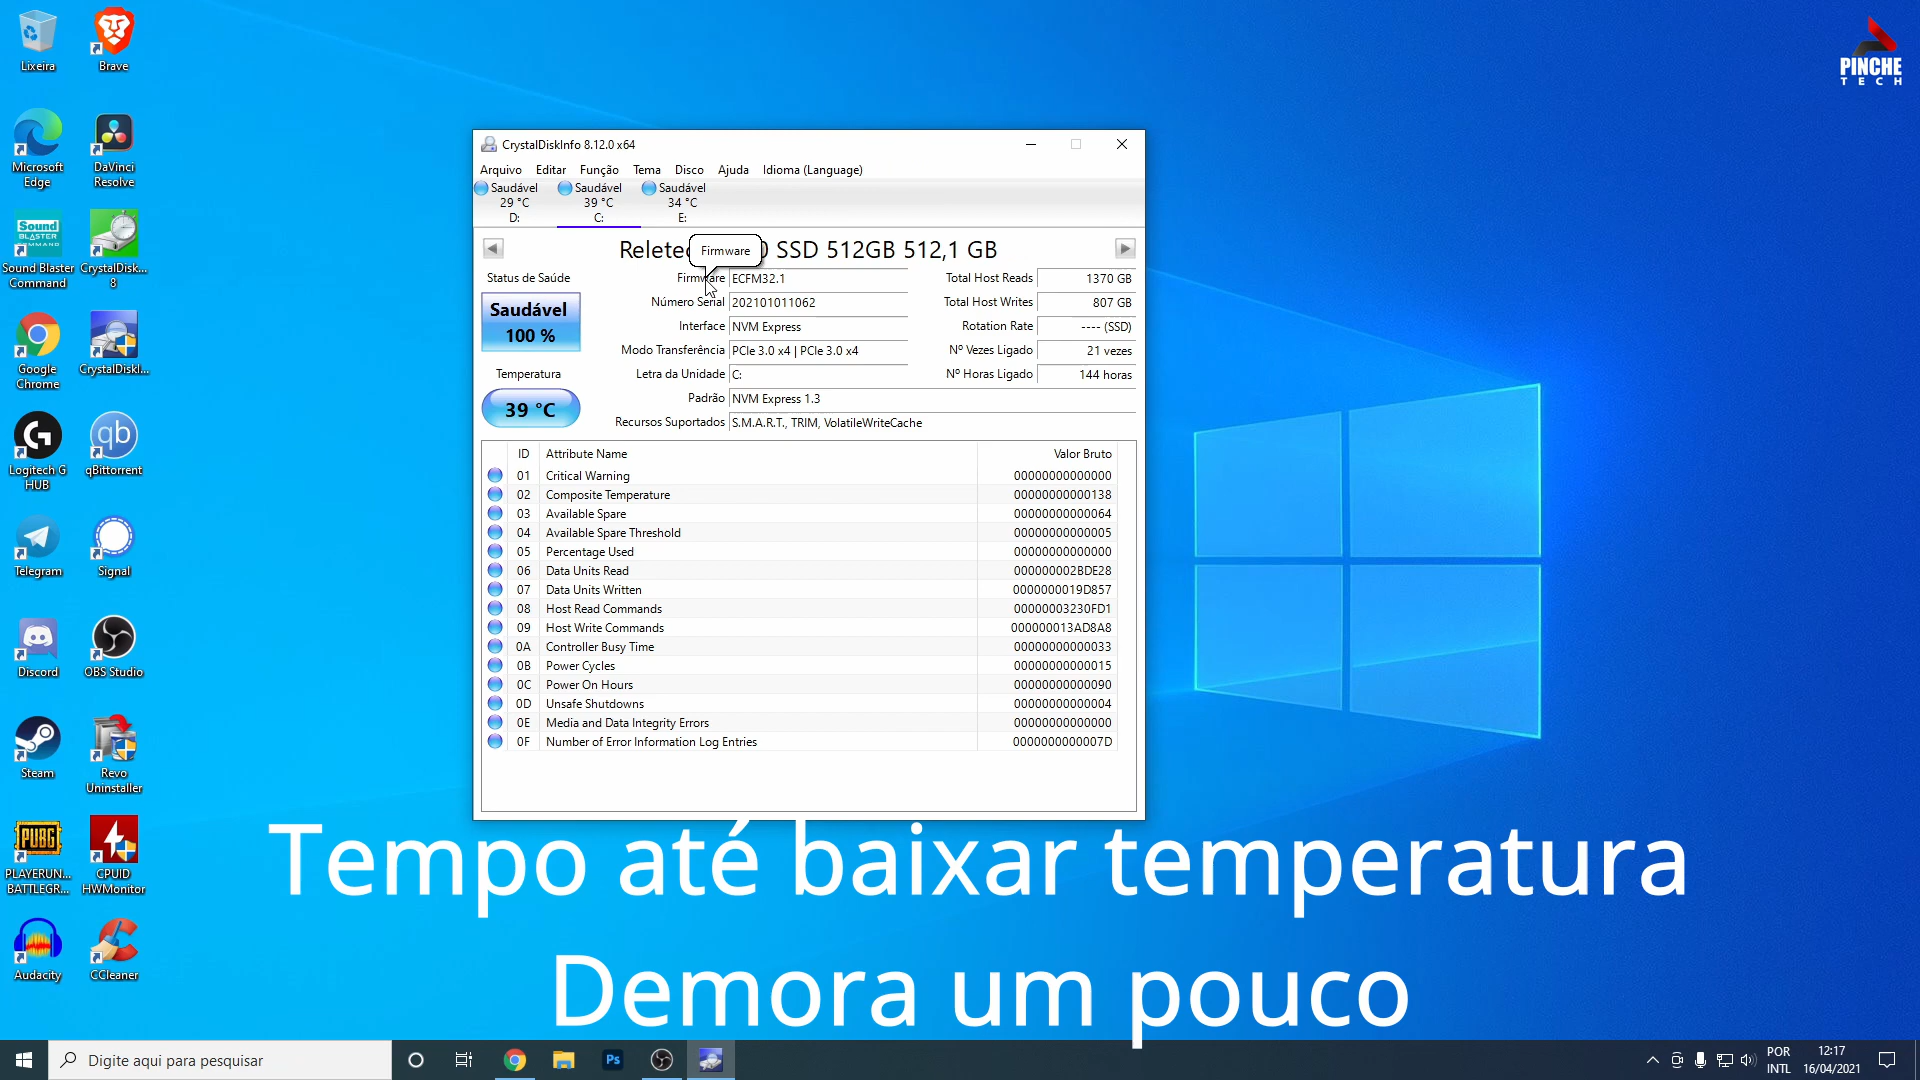 Lixeira
Brave
PINCHE
TECH
Microsoft
Edge
DaVinci
Resolve
Sound
BLASTER
COMMAND
Sound Blaster
Command
CrystalDisk...
8
Google
Chrome
CrystalDiskI...
Logitech G
HUB
qb
qBittorrent
Telegram
Signal
Discord
OBS Studio
Steam
Revo
Uninstaller
PUBG
PLAYERUN...
BATTLEGR...
CPUID
HWMonitor
Audacity
CCleaner
CrystalDiskInfo 8.12.0 x64
Arquivo Editar Função Tema Disco Ajuda Idioma (Language)
Saudável Saudável Saudável
29 °C 39 °C 34 °C
D: C: E:
SSD 512GB 512,1 GB
Firmware
Status de Saúde
Saudável
100 %
Temperatura
39 °C
Firmware ECFM32.1 Total Host Reads 1370 GB
Número Serial 202101011062 Total Host Writes 807 GB
Interface NVM Express Rotation Rate ---- (SSD)
Modo Transferência PCIe 3.0 x4 | PCIe 3.0 x4 Nº Vezes Ligado 21 vezes
Letra da Unidade C: Nº Horas Ligado 144 horas
Padrão NVM Express 1.3
Recursos Suportados S.M.A.R.T., TRIM, VolatileWriteCache
ID Attribute Name Valor Bruto
01 Critical Warning 00000000000000
02 Composite Temperature 00000000000138
03 Available Spare 00000000000064
04 Available Spare Threshold 00000000000005
05 Percentage Used 00000000000000
06 Data Units Read 000000002BDE28
07 Data Units Written 0000000019D857
08 Host Read Commands 00000003230FD1
09 Host Write Commands 000000013AD8A8
0A Controller Busy Time 00000000000033
0B Power Cycles 00000000000015
0C Power On Hours 00000000000090
0D Unsafe Shutdowns 00000000000004
0E Media and Data Integrity Errors 00000000000000
0F Number of Error Information Log Entries 0000000000007D
Tempo até baixar temperatura
Demora um pouco
Digite aqui para pesquisar
Ps
POR
INTL
12:17
16/04/2021